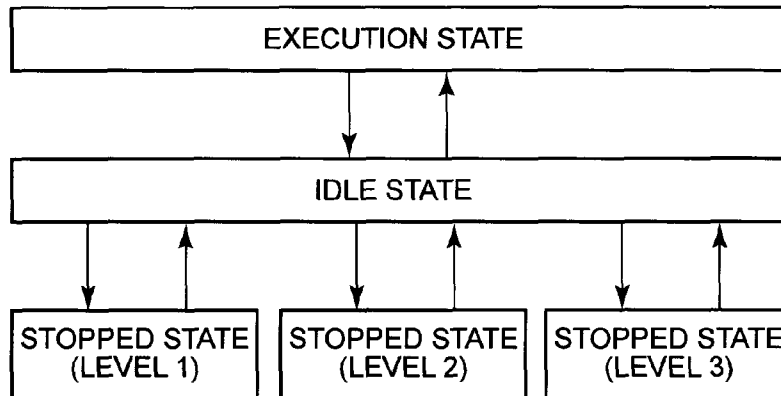 EXECUTION STATE
IDLE STATE
STOPPED STATE
(LEVEL 1)
STOPPED STATE
(LEVEL 2)
STOPPED STATE
(LEVEL 3)